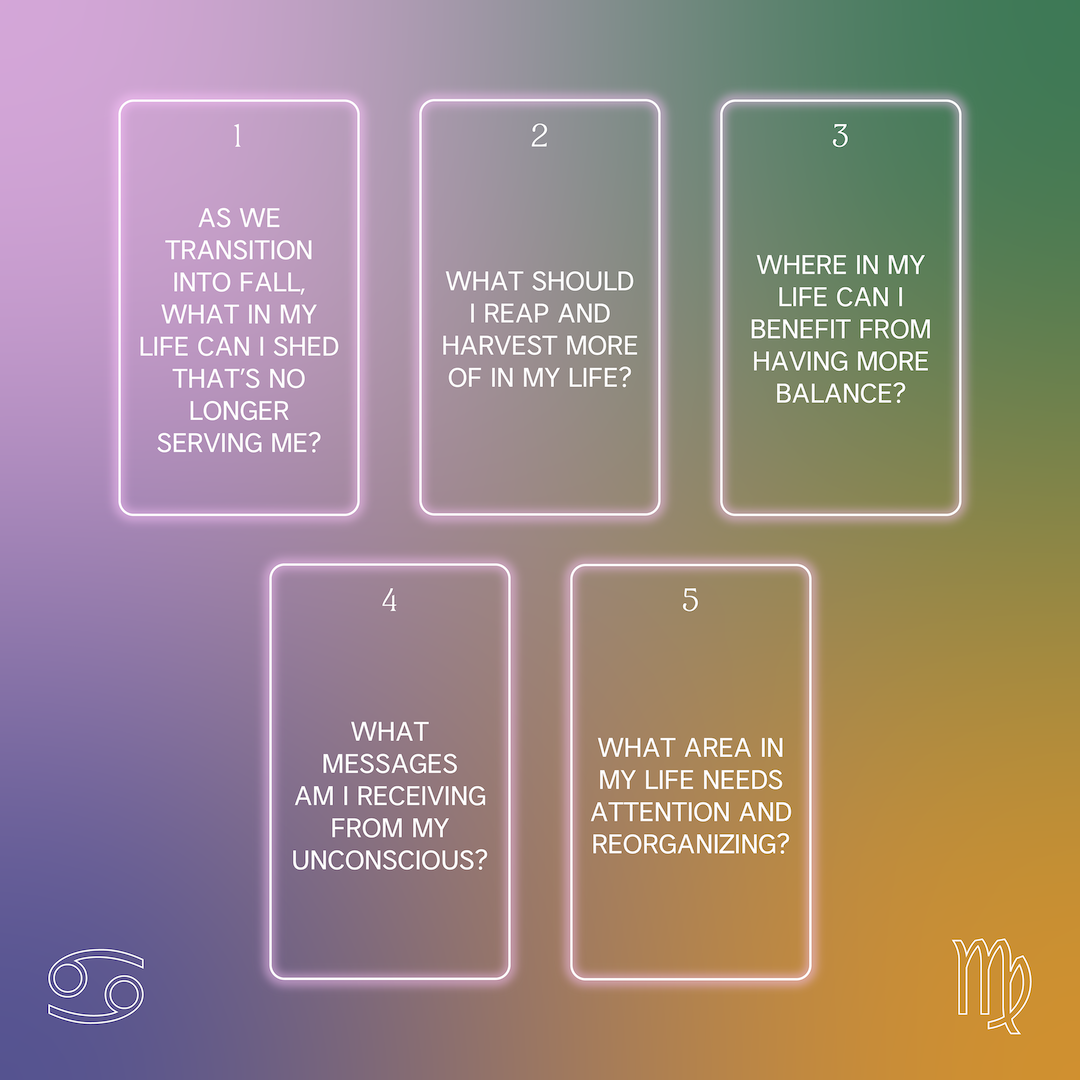 1
AS WE
TRANSITION
INTO FALL,
WHAT IN MY
LIFE CAN I SHED
THAT’S NO
LONGER
SERVING ME?
2
WHAT SHOULD
I REAP AND
HARVEST MORE
OF IN MY LIFE?
3
WHERE IN MY
LIFE CAN I
BENEFIT FROM
HAVING MORE
BALANCE?
4
WHAT
MESSAGES
AM I RECEIVING
FROM MY
UNCONSCIOUS?
5
WHAT AREA IN
MY LIFE NEEDS
ATTENTION AND
REORGANIZING?